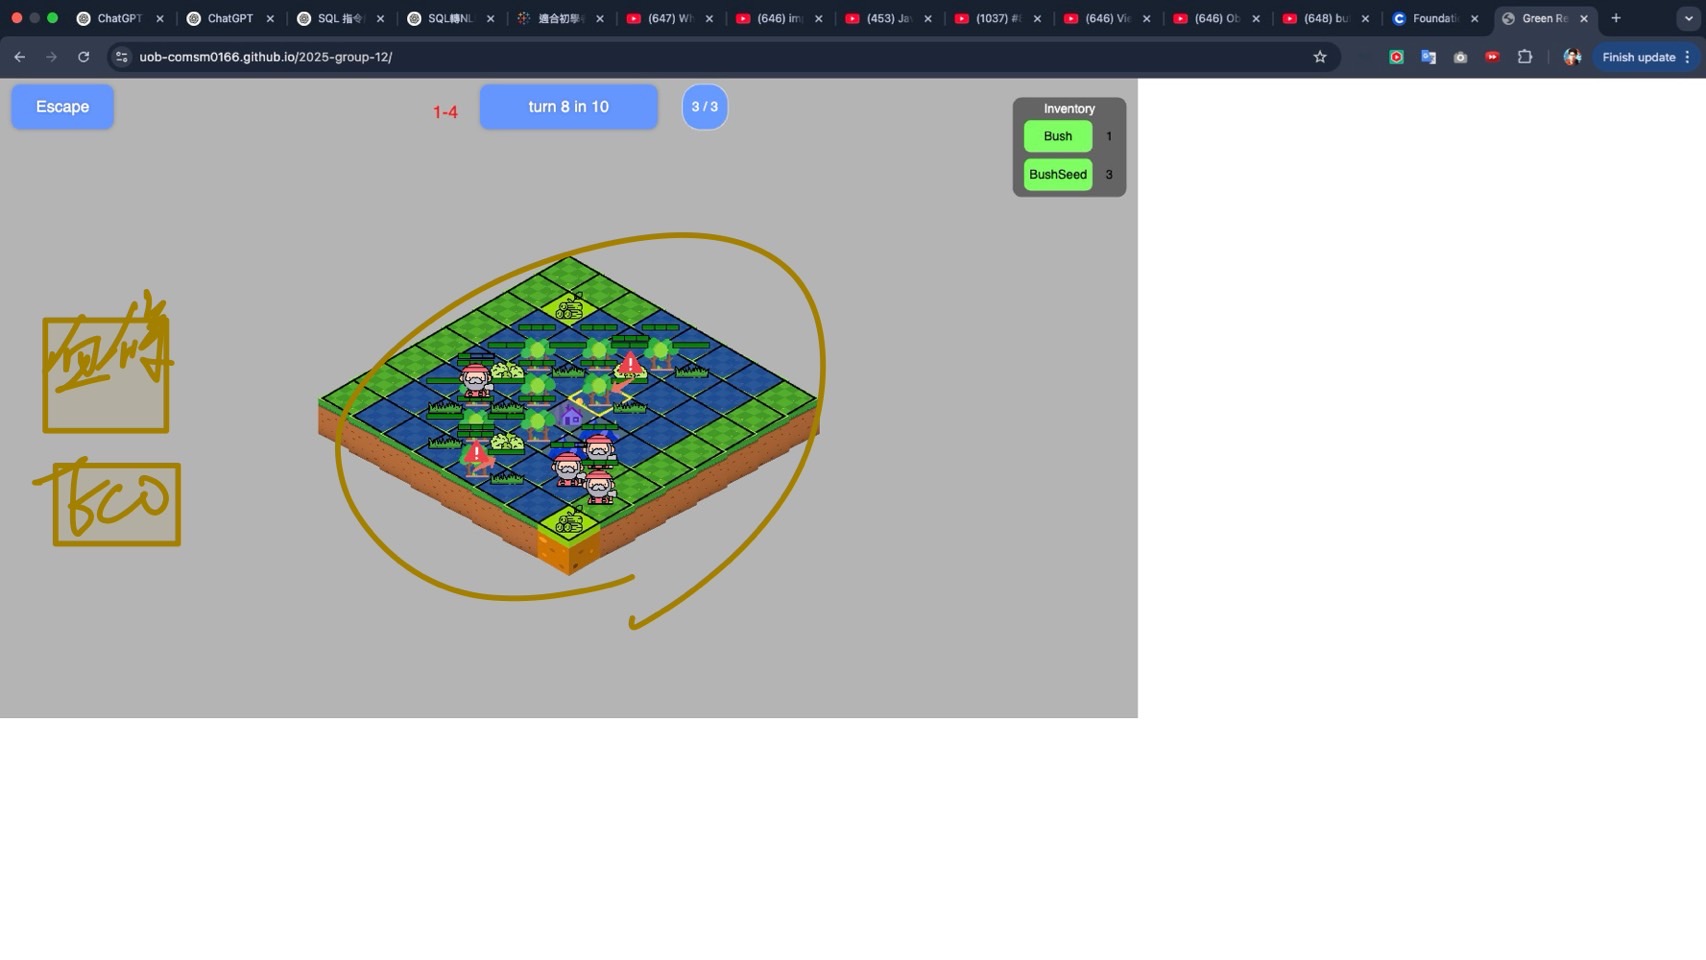 ChatGPT
ChatGPT
SQL 指令
SQL轉NL
適合初學
(647) Wh
(646) im
(453) Ja
(1037) #
(646) Vi
(646) Ob
(648) bu
Foundati
Green Re
uob-comsm0166.github.io/2025-group-12/
Finish update
Escape
1-4
turn 8 in 10
3 / 3
Inventory
Bush 1
BushSeed 3